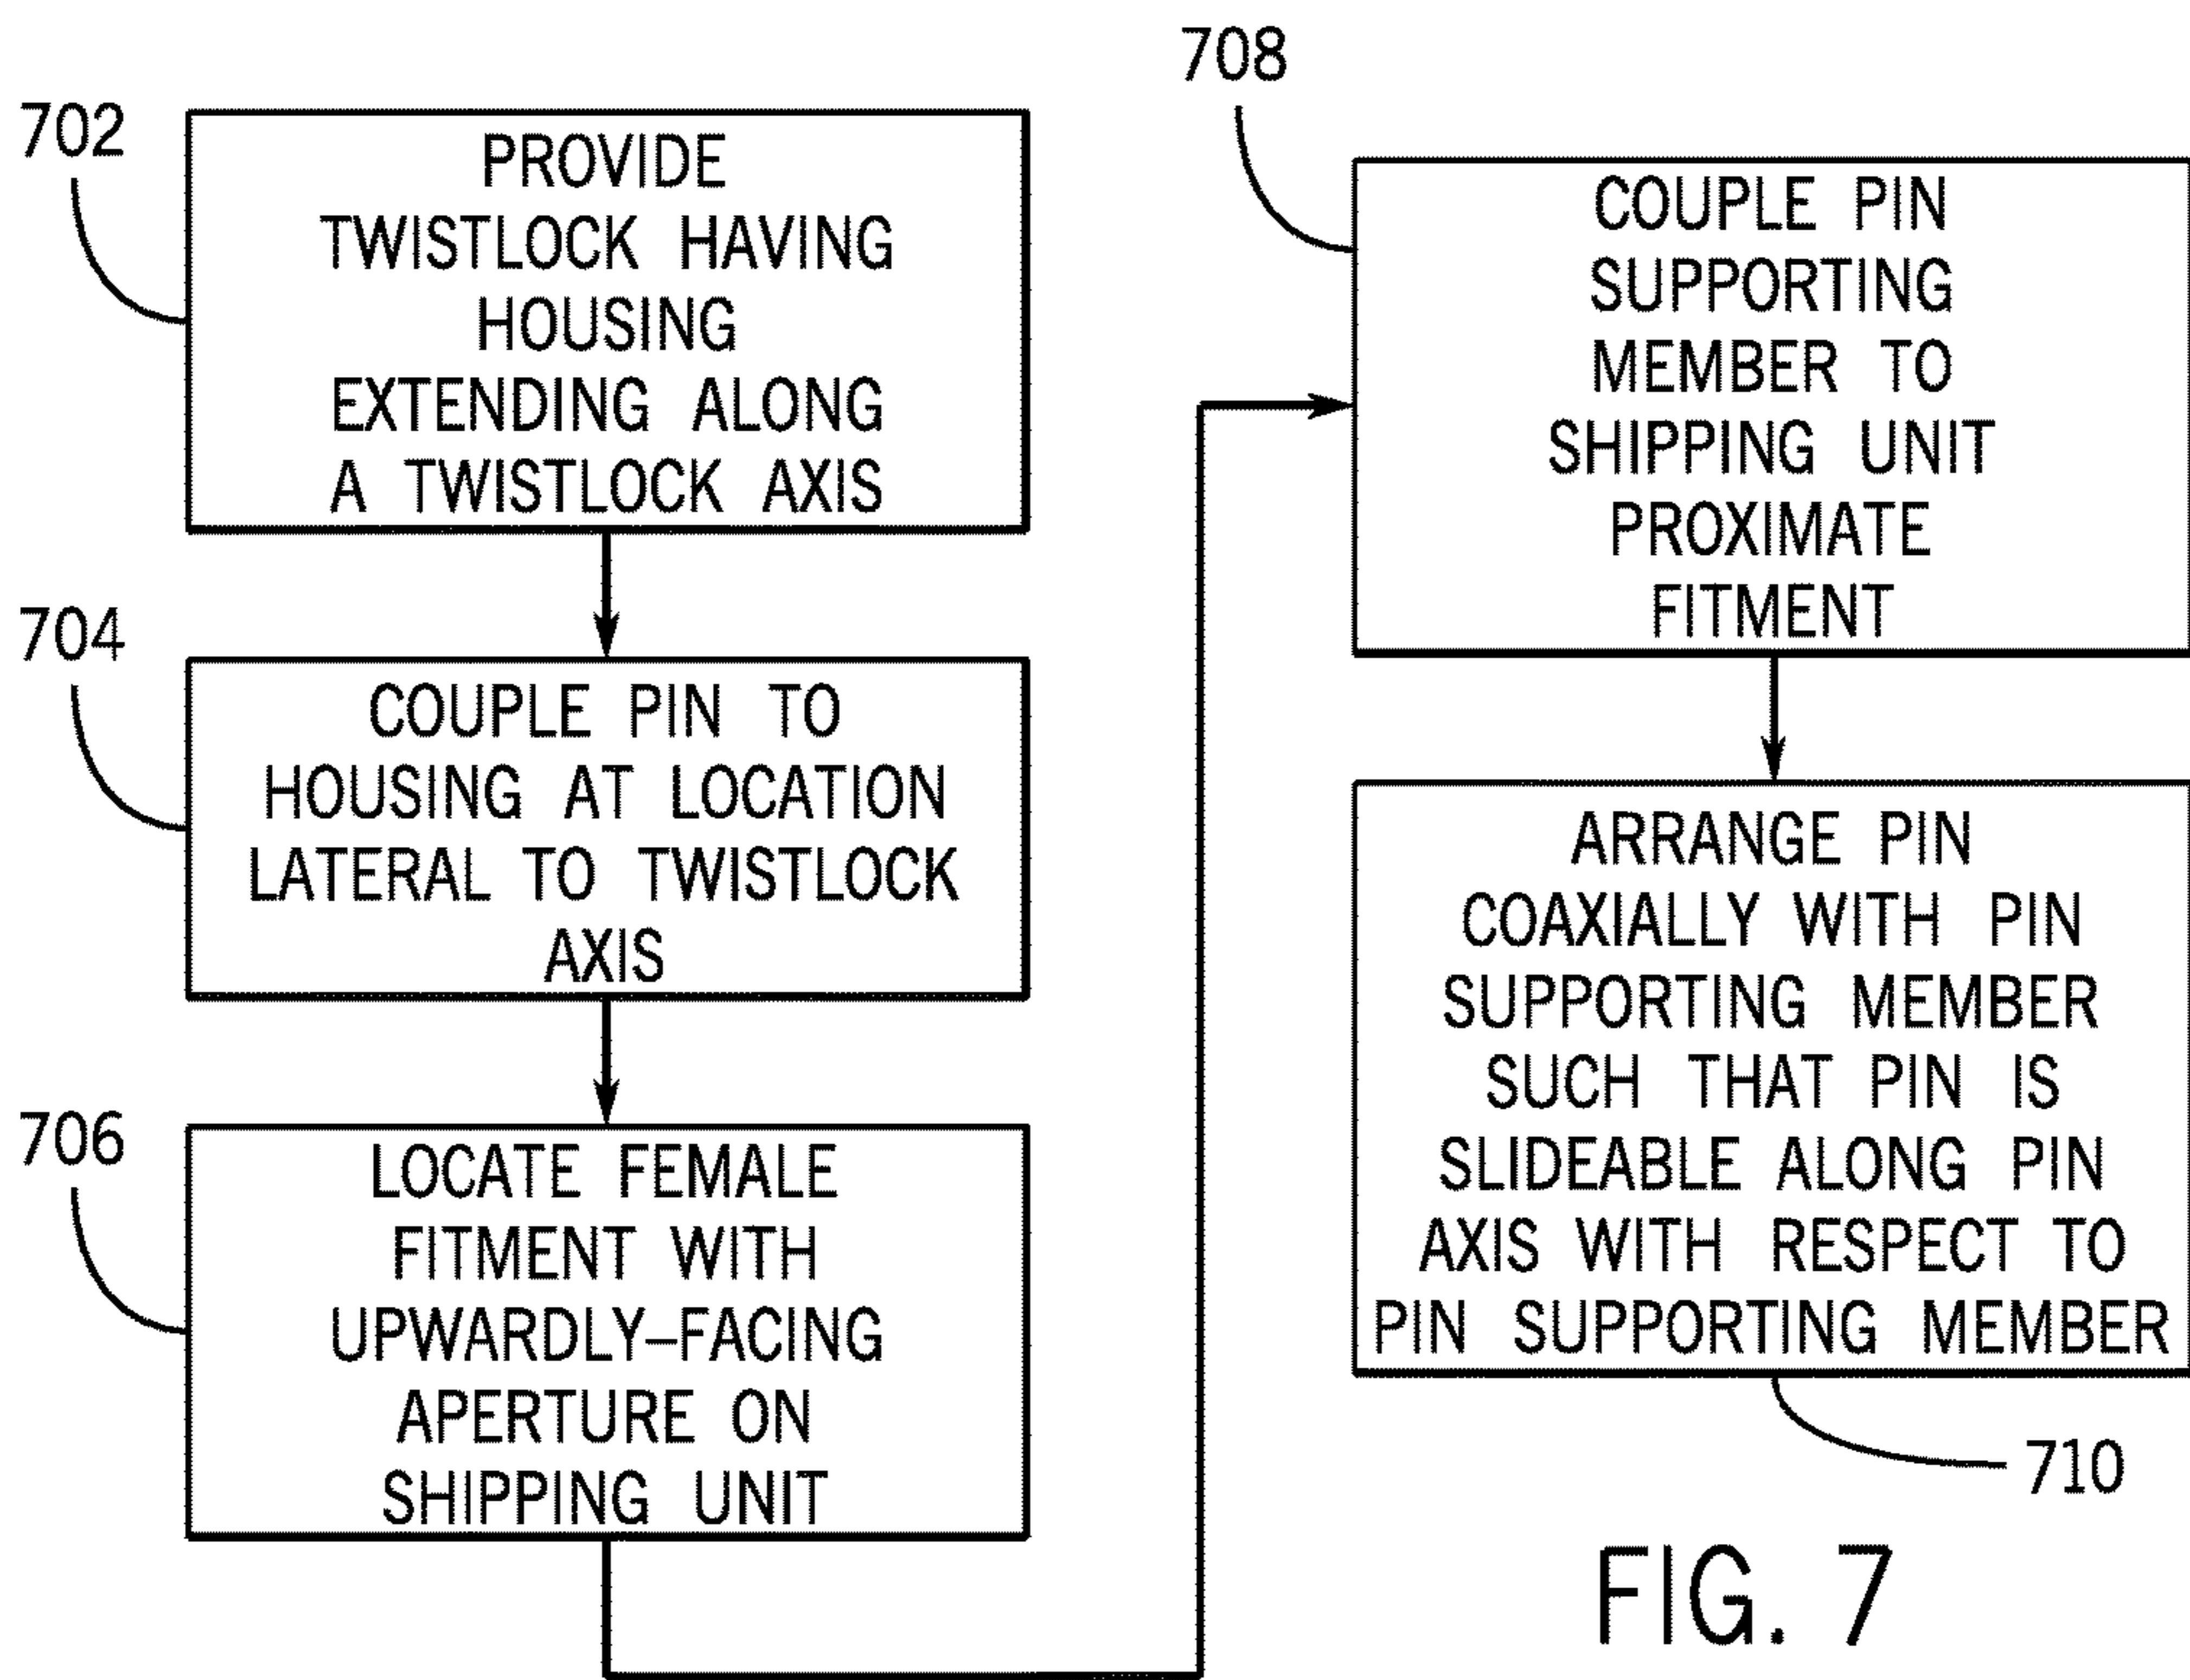 702
PROVIDE
TWISTLOCK HAVING
HOUSING
EXTENDING ALONG
A TWISTLOCK AXIS
704
COUPLE PIN TO
HOUSING AT LOCATION
LATERAL TO TWISTLOCK
AXIS
706
LOCATE FEMALE
FITMENT WITH
UPWARDLY–FACING
APERTURE ON
SHIPPING UNIT
708
COUPLE PIN
SUPPORTING
MEMBER TO
SHIPPING UNIT
PROXIMATE
FITMENT
ARRANGE PIN
COAXIALLY WITH PIN
SUPPORTING MEMBER
SUCH THAT PIN IS
SLIDEABLE ALONG PIN
AXIS WITH RESPECT TO
PIN SUPPORTING MEMBER
710
FIG. 7